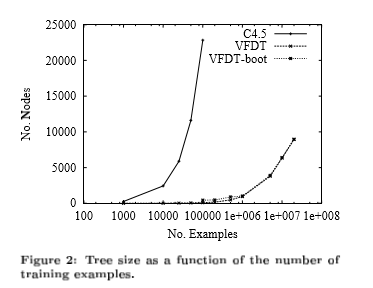 25000
20000
15000
10000
5000
0
No. Nodes
C4.5
VFDT
VFDT-boot
100 1000 10000 100000 1e+006 1e+007 1e+008
No. Examples
Figure 2: Tree size as a function of the number of
training examples.